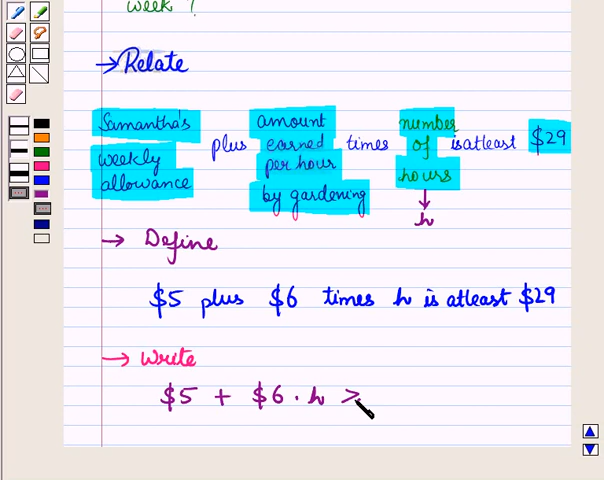 week ?
→ Relate
Samantha's weekly allowance plus amount earned per hour by gardening times number of hours is atleast $29
h
→ Define
$5 plus $6 times h is atleast $29
→ Write
$5 + $6 · h >